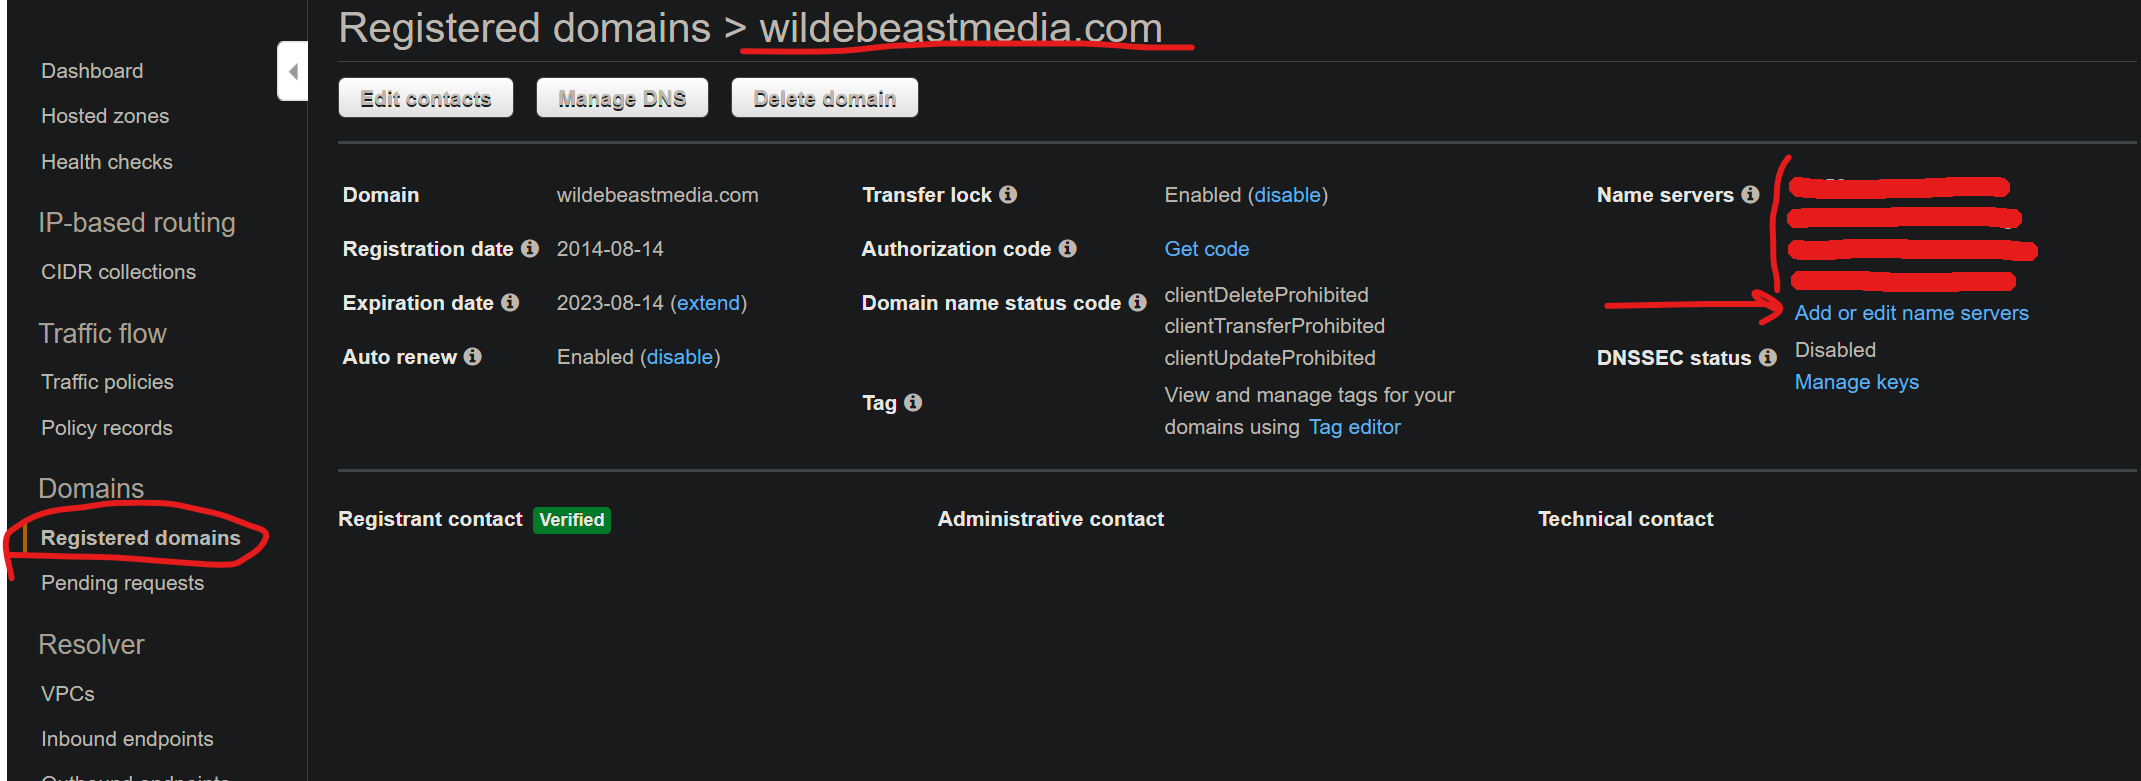 Registered domains > wildebeastmedia.com
Dashboard
Hosted zones
Health checks
IP-based routing
CIDR collections
Traffic flow
Traffic policies
Policy records
Domains
Registered domains
Pending requests
Resolver
VPCs
Inbound endpoints
Outbound endpoints
Edit contacts Manage DNS Delete domain
Domain wildebeastmedia.com
Registration date 2014-08-14
Expiration date 2023-08-14 (extend)
Auto renew Enabled (disable)
Transfer lock Enabled (disable)
Authorization code Get code
Domain name status code clientDeleteProhibited
clientTransferProhibited
clientUpdateProhibited
Tag View and manage tags for your
domains using Tag editor
Name servers
Add or edit name servers
DNSSEC status Disabled
Manage keys
Registrant contact Verified
Administrative contact
Technical contact